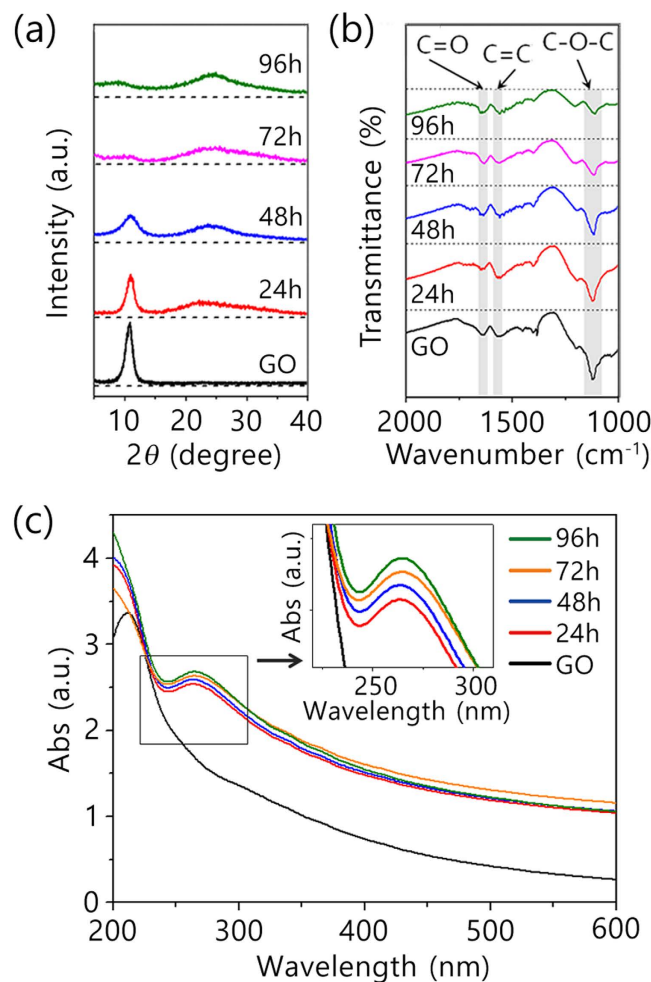 (a)
96h
72h
48h
24h
GO
Intensity (a.u.)
10 20 30 40
2θ (degree)
(b)
C=O C=C C-O-C
96h
72h
48h
24h
GO
Transmittance (%)
2000 1500 1000
Wavenumber (cm⁻¹)
(c)
4
3
2
1
0
Abs (a.u.)
200 300 400 500 600
Wavelength (nm)
Abs (a.u.)
250 300
Wavelength (nm)
96h
72h
48h
24h
GO